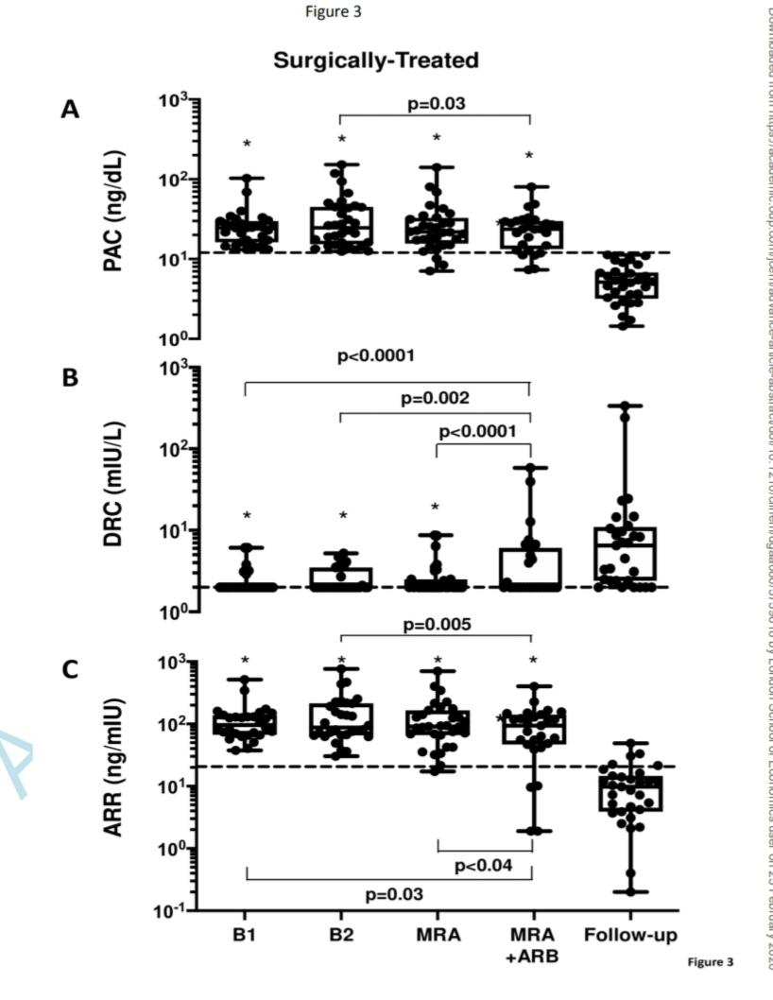 Figure 3
Surgically-Treated
A
PAC (ng/dL)
10³
10²
10¹
10⁰
p=0.03
* * * *
*
B
DRC (mIU/L)
10³
10²
10¹
10⁰
p<0.0001
p=0.002
p<0.0001
* * *
C
ARR (ng/mIU)
10³
10²
10¹
10⁰
10⁻¹
p=0.005
* * * *
*
p<0.04
p=0.03
B1 B2 MRA MRA Follow-up
+ARB
Figure 3
A